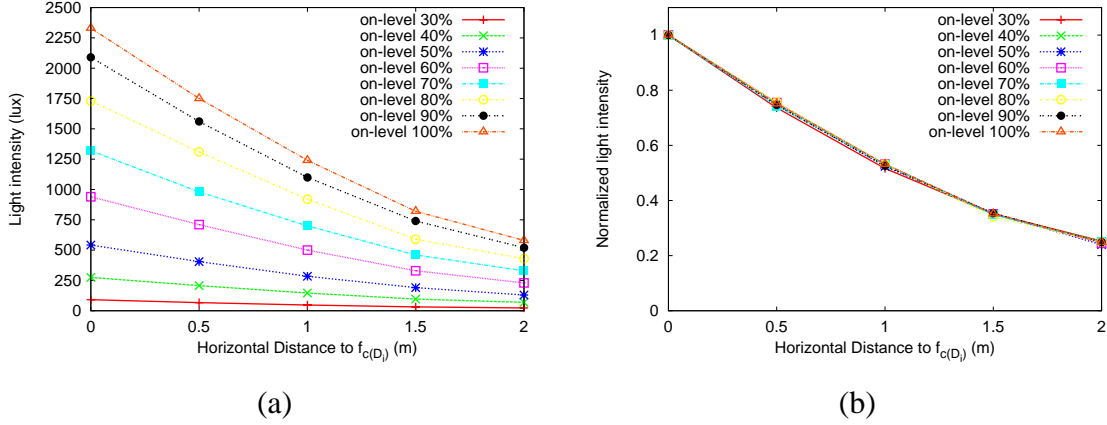 2500
2250
2000
1750
1500
1250
1000
750
500
250
0
Light intensity (lux)
0 0.5 1 1.5 2
Horizontal Distance to f_{c(D_i)} (m)
on-level 30%
on-level 40%
on-level 50%
on-level 60%
on-level 70%
on-level 80%
on-level 90%
on-level 100%
(a)
1
0.8
0.6
0.4
0.2
0
Normalized light intensity
0 0.5 1 1.5 2
Horizontal Distance to f_{c(D_i)} (m)
on-level 30%
on-level 40%
on-level 50%
on-level 60%
on-level 70%
on-level 80%
on-level 90%
on-level 100%
(b)